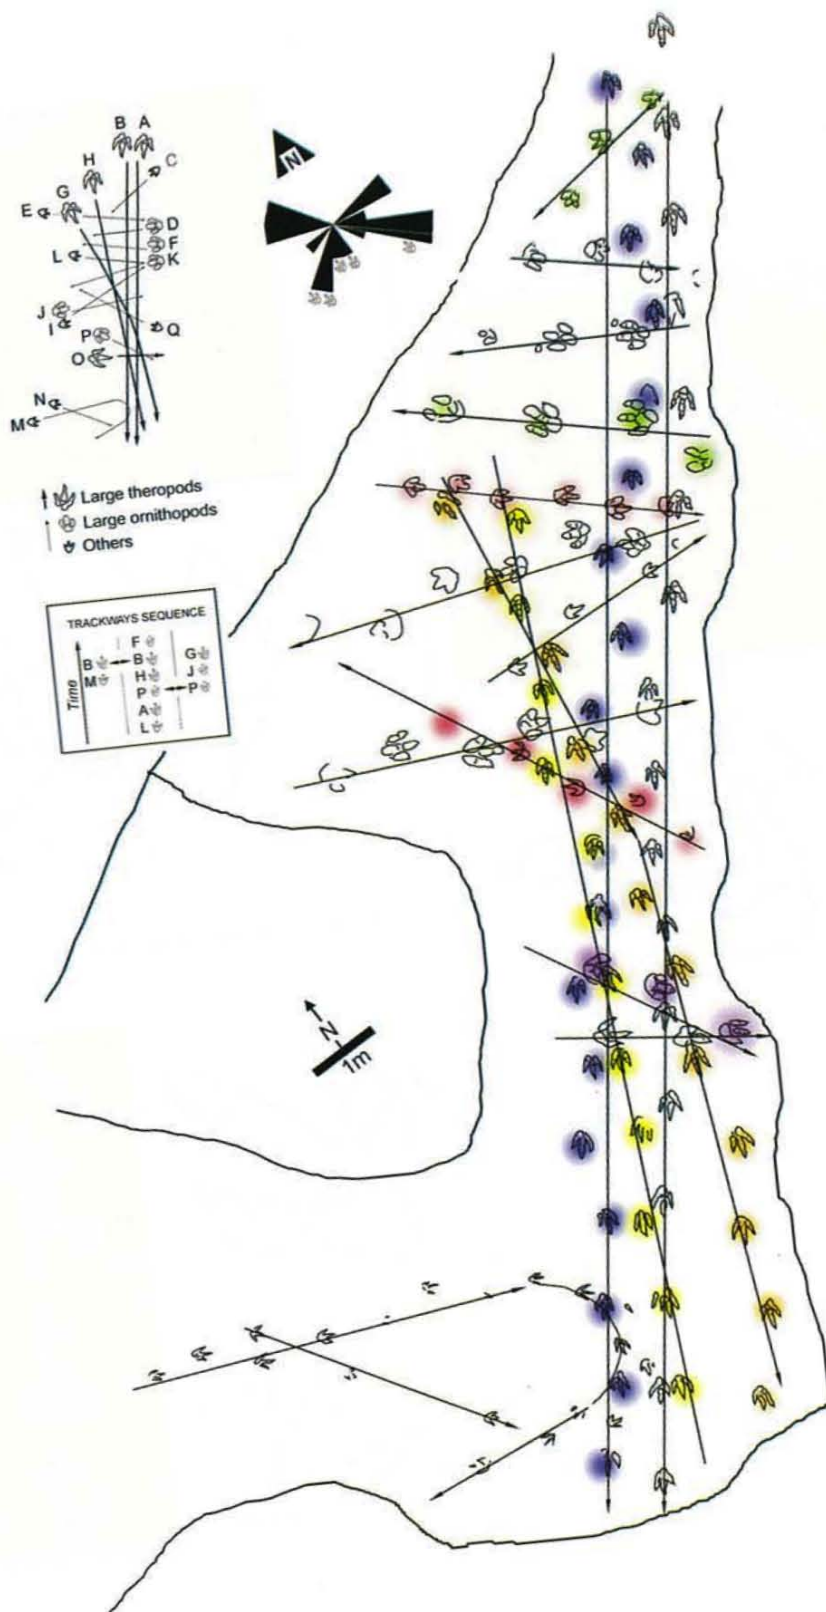 B A
H
C
G
E
D
F
L
K
J
I
P
Q
O
N
M
N
Large theropods
Large ornithopods
Others
TRACKWAYS SEQUENCE
Time
F
B
B
G
M
H
J
P
P
A
L
N
1m